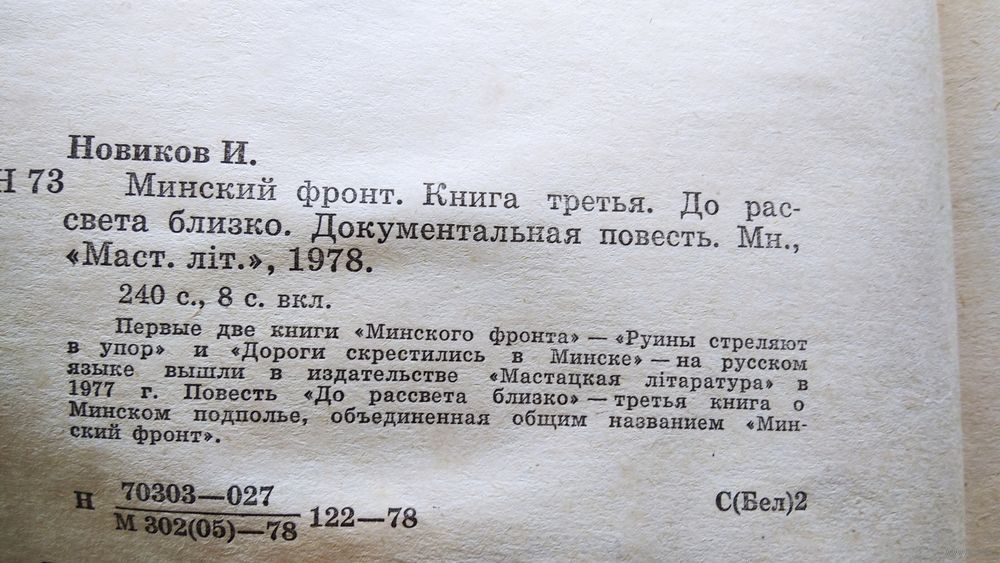 Новиков И.
Н 73 Минский фронт. Книга третья. До рас-
света близко. Документальная повесть. Мн.,
«Маст. літ.», 1978.
240 с., 8 с. вкл.
Первые две книги «Минского фронта» — «Руины стреляют
в упор» и «Дороги скрестились в Минске» — на русском
языке вышли в издательстве «Мастацкая літаратура» в
1977 г. Повесть «До рассвета близко» — третья книга о
Минском подполье, объединенная общим названием «Мин-
ский фронт».
Н 70303—027
М 302(05)—78 122—78 С(Бел)2